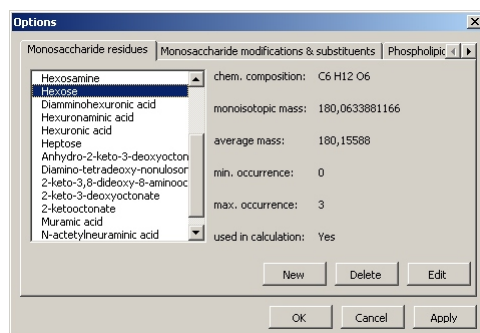 Options
Monosaccharide residues
Monosaccharide modifications & substituents
Phospholipic
Hexosamine
Hexose
Diamminohexuronic acid
Hexuronaminic acid
Hexuronic acid
Heptose
Anhydro-2-keto-3-deoxyocton
Diamino-tetradeoxy-nonulosor
2-keto-3,8-dideoxy-8-aminooc
2-keto-3-deoxyoctonate
2-ketooctonate
Muramic acid
N-actetylneuraminic acid
chem. composition: C6 H12 O6
monoisotopic mass: 180,0633881166
average mass: 180,15588
min. occurrence: 0
max. occurrence: 3
used in calculation: Yes
New Delete Edit
OK Cancel Apply